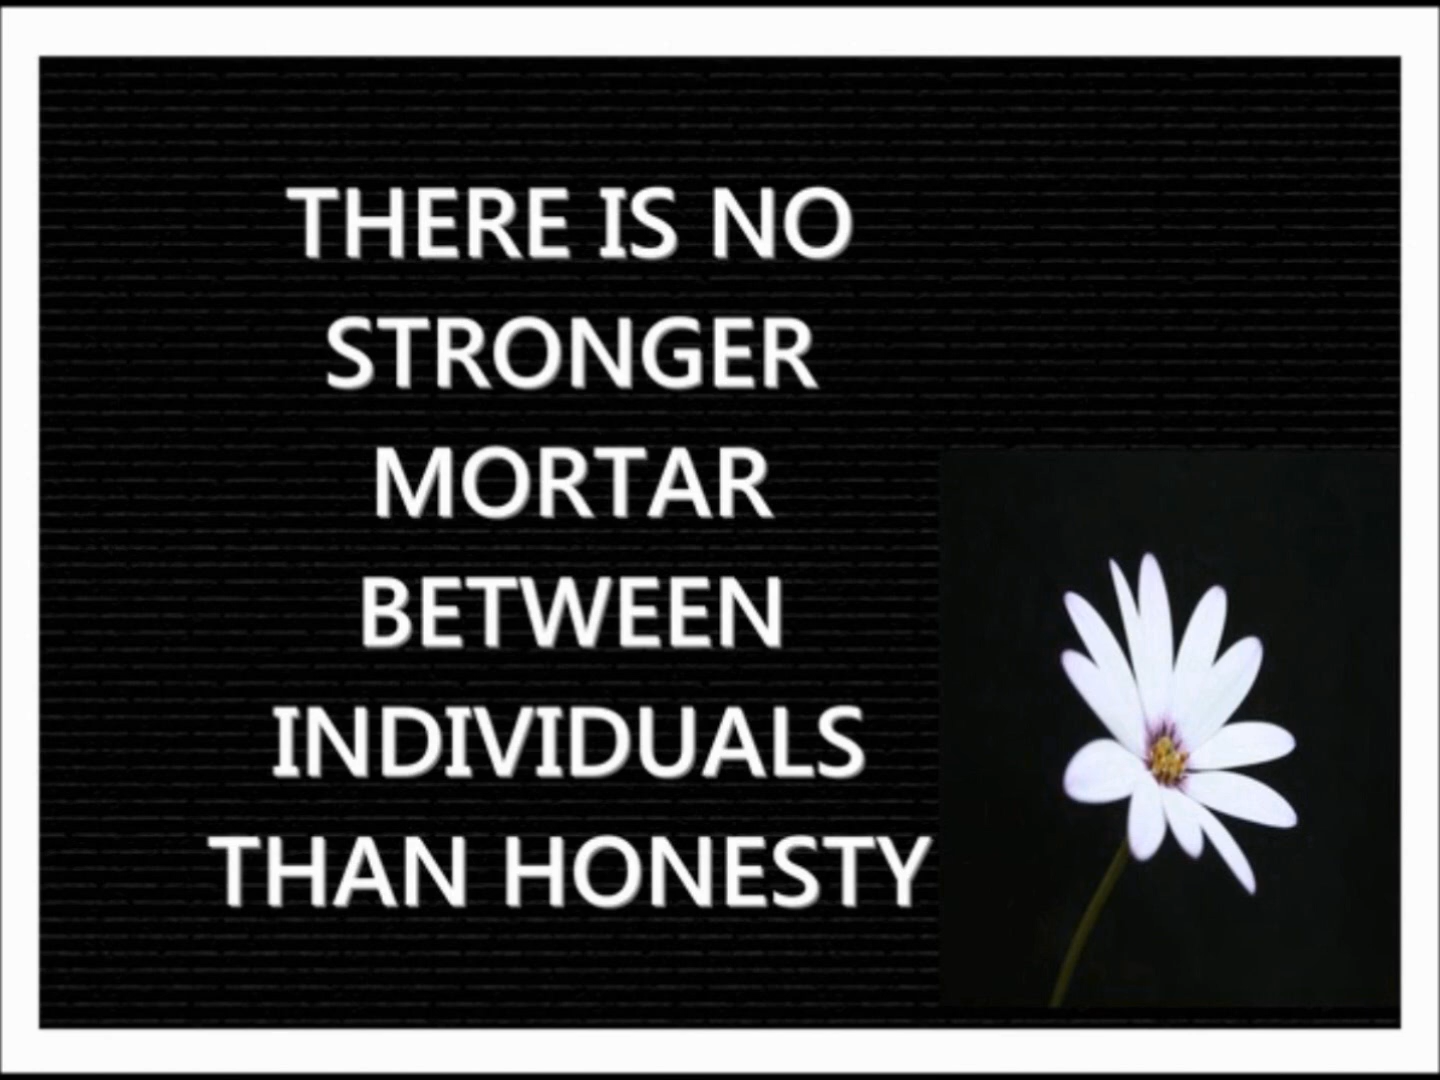 THERE IS NO
STRONGER
MORTAR
BETWEEN
INDIVIDUALS
THAN HONESTY